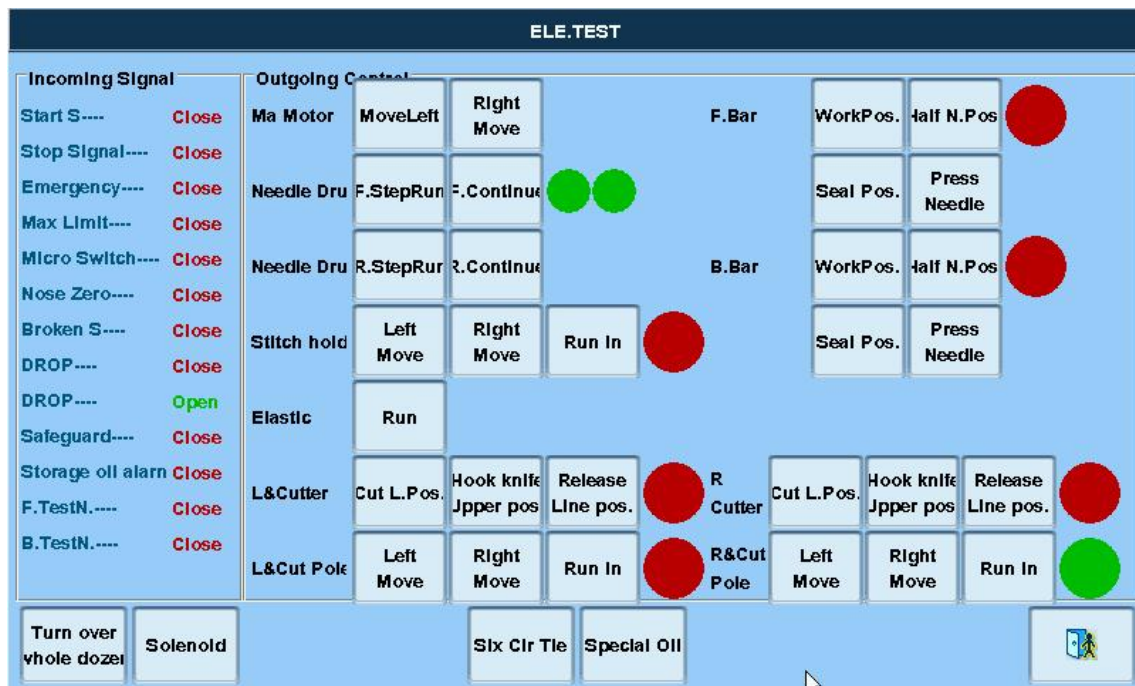 ELE.TEST
Incoming Signal
Start S---- Close
Stop Signal---- Close
Emergency---- Close
Max Limit---- Close
Micro Switch---- Close
Nose Zero---- Close
Broken S---- Close
DROP---- Close
DROP---- Open
Safeguard---- Close
Storage oil alarn Close
F.TestN.---- Close
B.TestN.---- Close
Outgoing Control
Ma Motor MoveLeft Right
Move
F.Bar WorkPos. Half N.Pos
Needle Dru F.StepRun F.Continue
Seal Pos. Press
Needle
Needle Dru R.StepRur R.Continue
B.Bar WorkPos. Half N.Pos
Stitch hold Left
Move
Right
Move
Run In
Seal Pos. Press
Needle
Elastic Run
L&Cutter Cut L.Pos. Hook knife
Upper pos
Release
Line pos.
R
Cutter
Cut L.Pos. Hook knife
Upper pos
Release
Line pos.
L&Cut Pole Left
Move
Right
Move
Run In
R&Cut
Pole
Left
Move
Right
Move
Run In
Turn over
whole dozer
Solenoid
Six Cir Tie
Special Oil